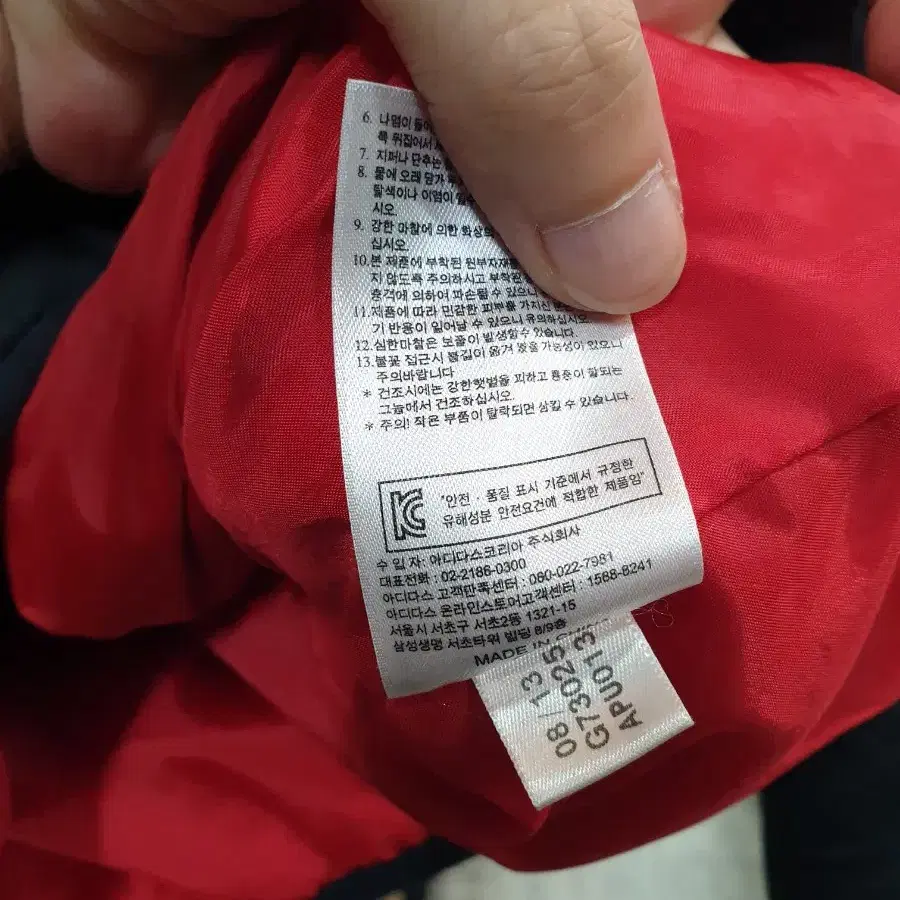 6. 나염이
록 뒤집어서
7. 지퍼나 단추는
8. 물에 오래 담가
탈색이나 이염이
시오.
9. 강한 마찰에 의한 화상의
십시오.
10.본 제품에 부착된 원부자재
지 않도록 주의하시고 부착된
충격에 의하여 파손될 수 있으니
11.제품에 따라 민감한 피부를 가지신
기 반응이 일어날 수 있으니 유의하십시오.
12.심한마찰은 보풀이 발생할수 있습니다.
13.불꽃 접근시 불길이 옮겨 붙을 가능성이 있으니
주의바랍니다
* 건조시에는 강한햇볕을 피하고 통풍이 잘되는
그늘에서 건조하십시오.
* 주의! 작은 부품이 탈락되면 삼킬 수 있습니다.
"안전 · 품질 표시 기준에서 규정한
유해성분 안전요건에 적합한 제품임"
수 입 자: 아디다스코리아 주식회사
대표전화 : 02-2186-0300
아디다스 고객만족센터 : 080-022-7981
아디다스 온라인스토어고객센터 : 1588-8241
서울시 서초구 서초2동 1321-15
삼성생명 서초타워 빌딩 8/9층
MADE IN
08/13
G73025
APU013